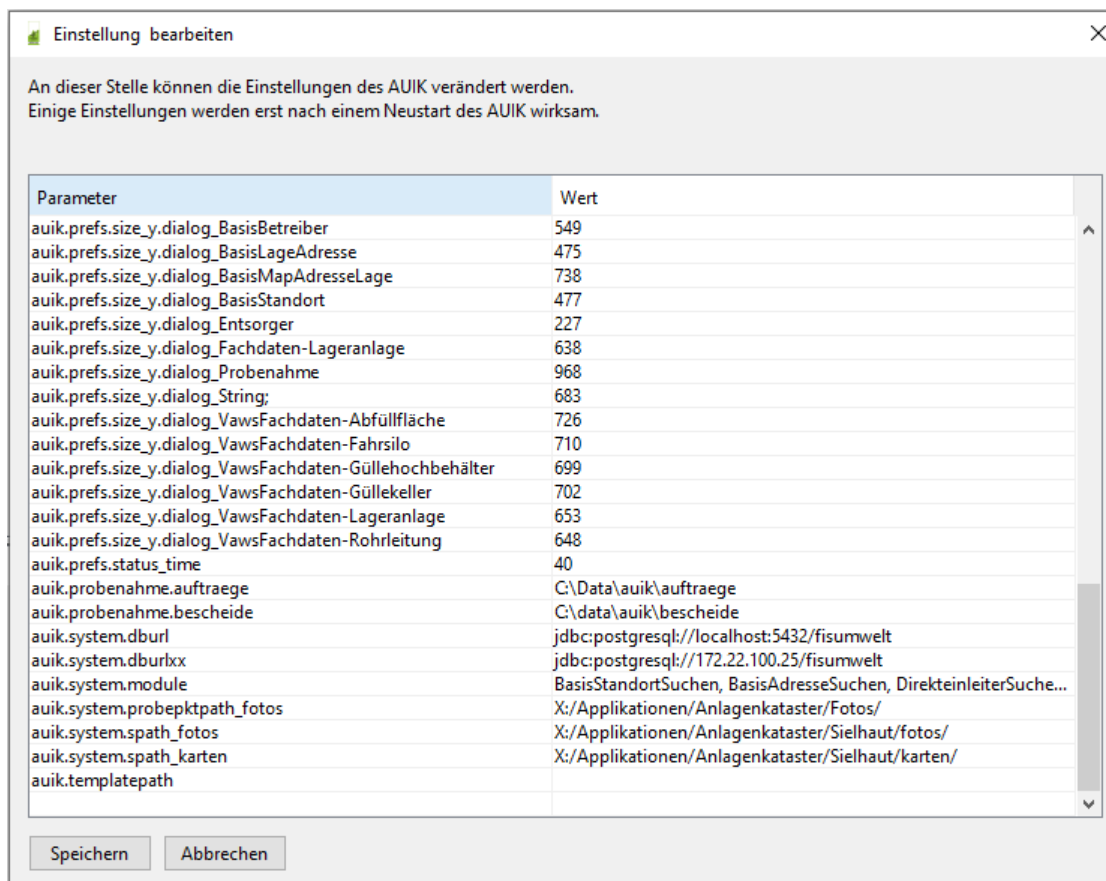 Einstellung bearbeiten
An dieser Stelle können die Einstellungen des AUIK verändert werden.
Einige Einstellungen werden erst nach einem Neustart des AUIK wirksam.
Parameter Wert
auik.prefs.size_y.dialog_BasisBetreiber 549
auik.prefs.size_y.dialog_BasisLageAdresse 475
auik.prefs.size_y.dialog_BasisMapAdresseLage 738
auik.prefs.size_y.dialog_BasisStandort 477
auik.prefs.size_y.dialog_Entsorger 227
auik.prefs.size_y.dialog_Fachdaten-Lageranlage 638
auik.prefs.size_y.dialog_Probenahme 968
auik.prefs.size_y.dialog_String; 683
auik.prefs.size_y.dialog_VawsFachdaten-Abfüllfläche 726
auik.prefs.size_y.dialog_VawsFachdaten-Fahrsilo 710
auik.prefs.size_y.dialog_VawsFachdaten-Güllehochbehälter 699
auik.prefs.size_y.dialog_VawsFachdaten-Güllekeller 702
auik.prefs.size_y.dialog_VawsFachdaten-Lageranlage 653
auik.prefs.size_y.dialog_VawsFachdaten-Rohrleitung 648
auik.prefs.status_time 40
auik.probenahme.auftraege C:\Data\auik\auftraege
auik.probenahme.bescheide C:\data\auik\bescheide
auik.system.dburl jdbc:postgresql://localhost:5432/fisumwelt
auik.system.dburlxx jdbc:postgresql://172.22.100.25/fisumwelt
auik.system.module BasisStandortSuchen, BasisAdresseSuchen, DirekteinleiterSuche...
auik.system.probepktpath_fotos X:/Applikationen/Anlagenkataster/Fotos/
auik.system.spath_fotos X:/Applikationen/Anlagenkataster/Sielhaut/fotos/
auik.system.spath_karten X:/Applikationen/Anlagenkataster/Sielhaut/karten/
auik.templatepath
Speichern Abbrechen